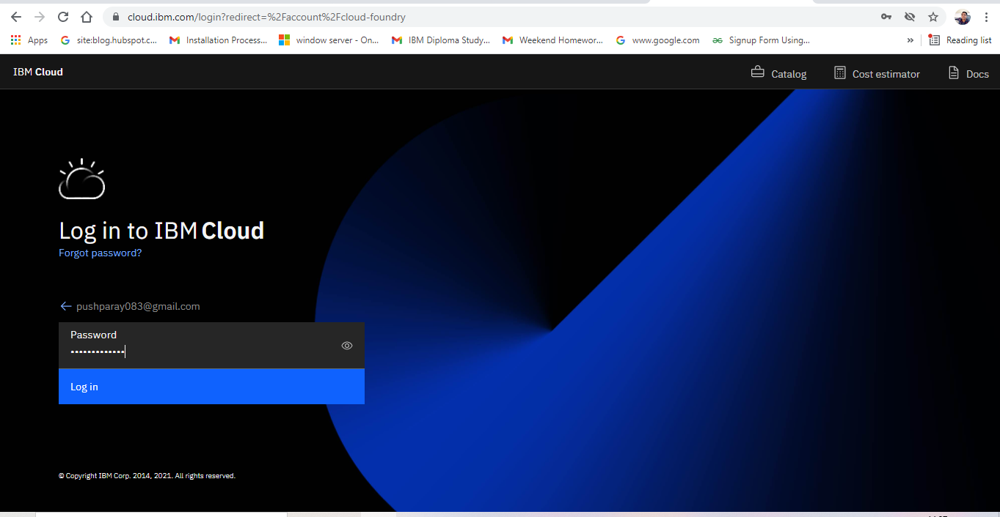 cloud.ibm.com/login?redirect=%2Faccount%2Fcloud-foundry
Apps site:blog.hubspot.c... Installation Process... window server - On... IBM Diploma Study... Weekend Homewor... www.google.com Signup Form Using... » Reading list
IBM Cloud Catalog Cost estimator Docs
Log in to IBM Cloud
Forgot password?
pushparay083@gmail.com
Password
•••••••••••••
Log in
© Copyright IBM Corp. 2014, 2021. All rights reserved.